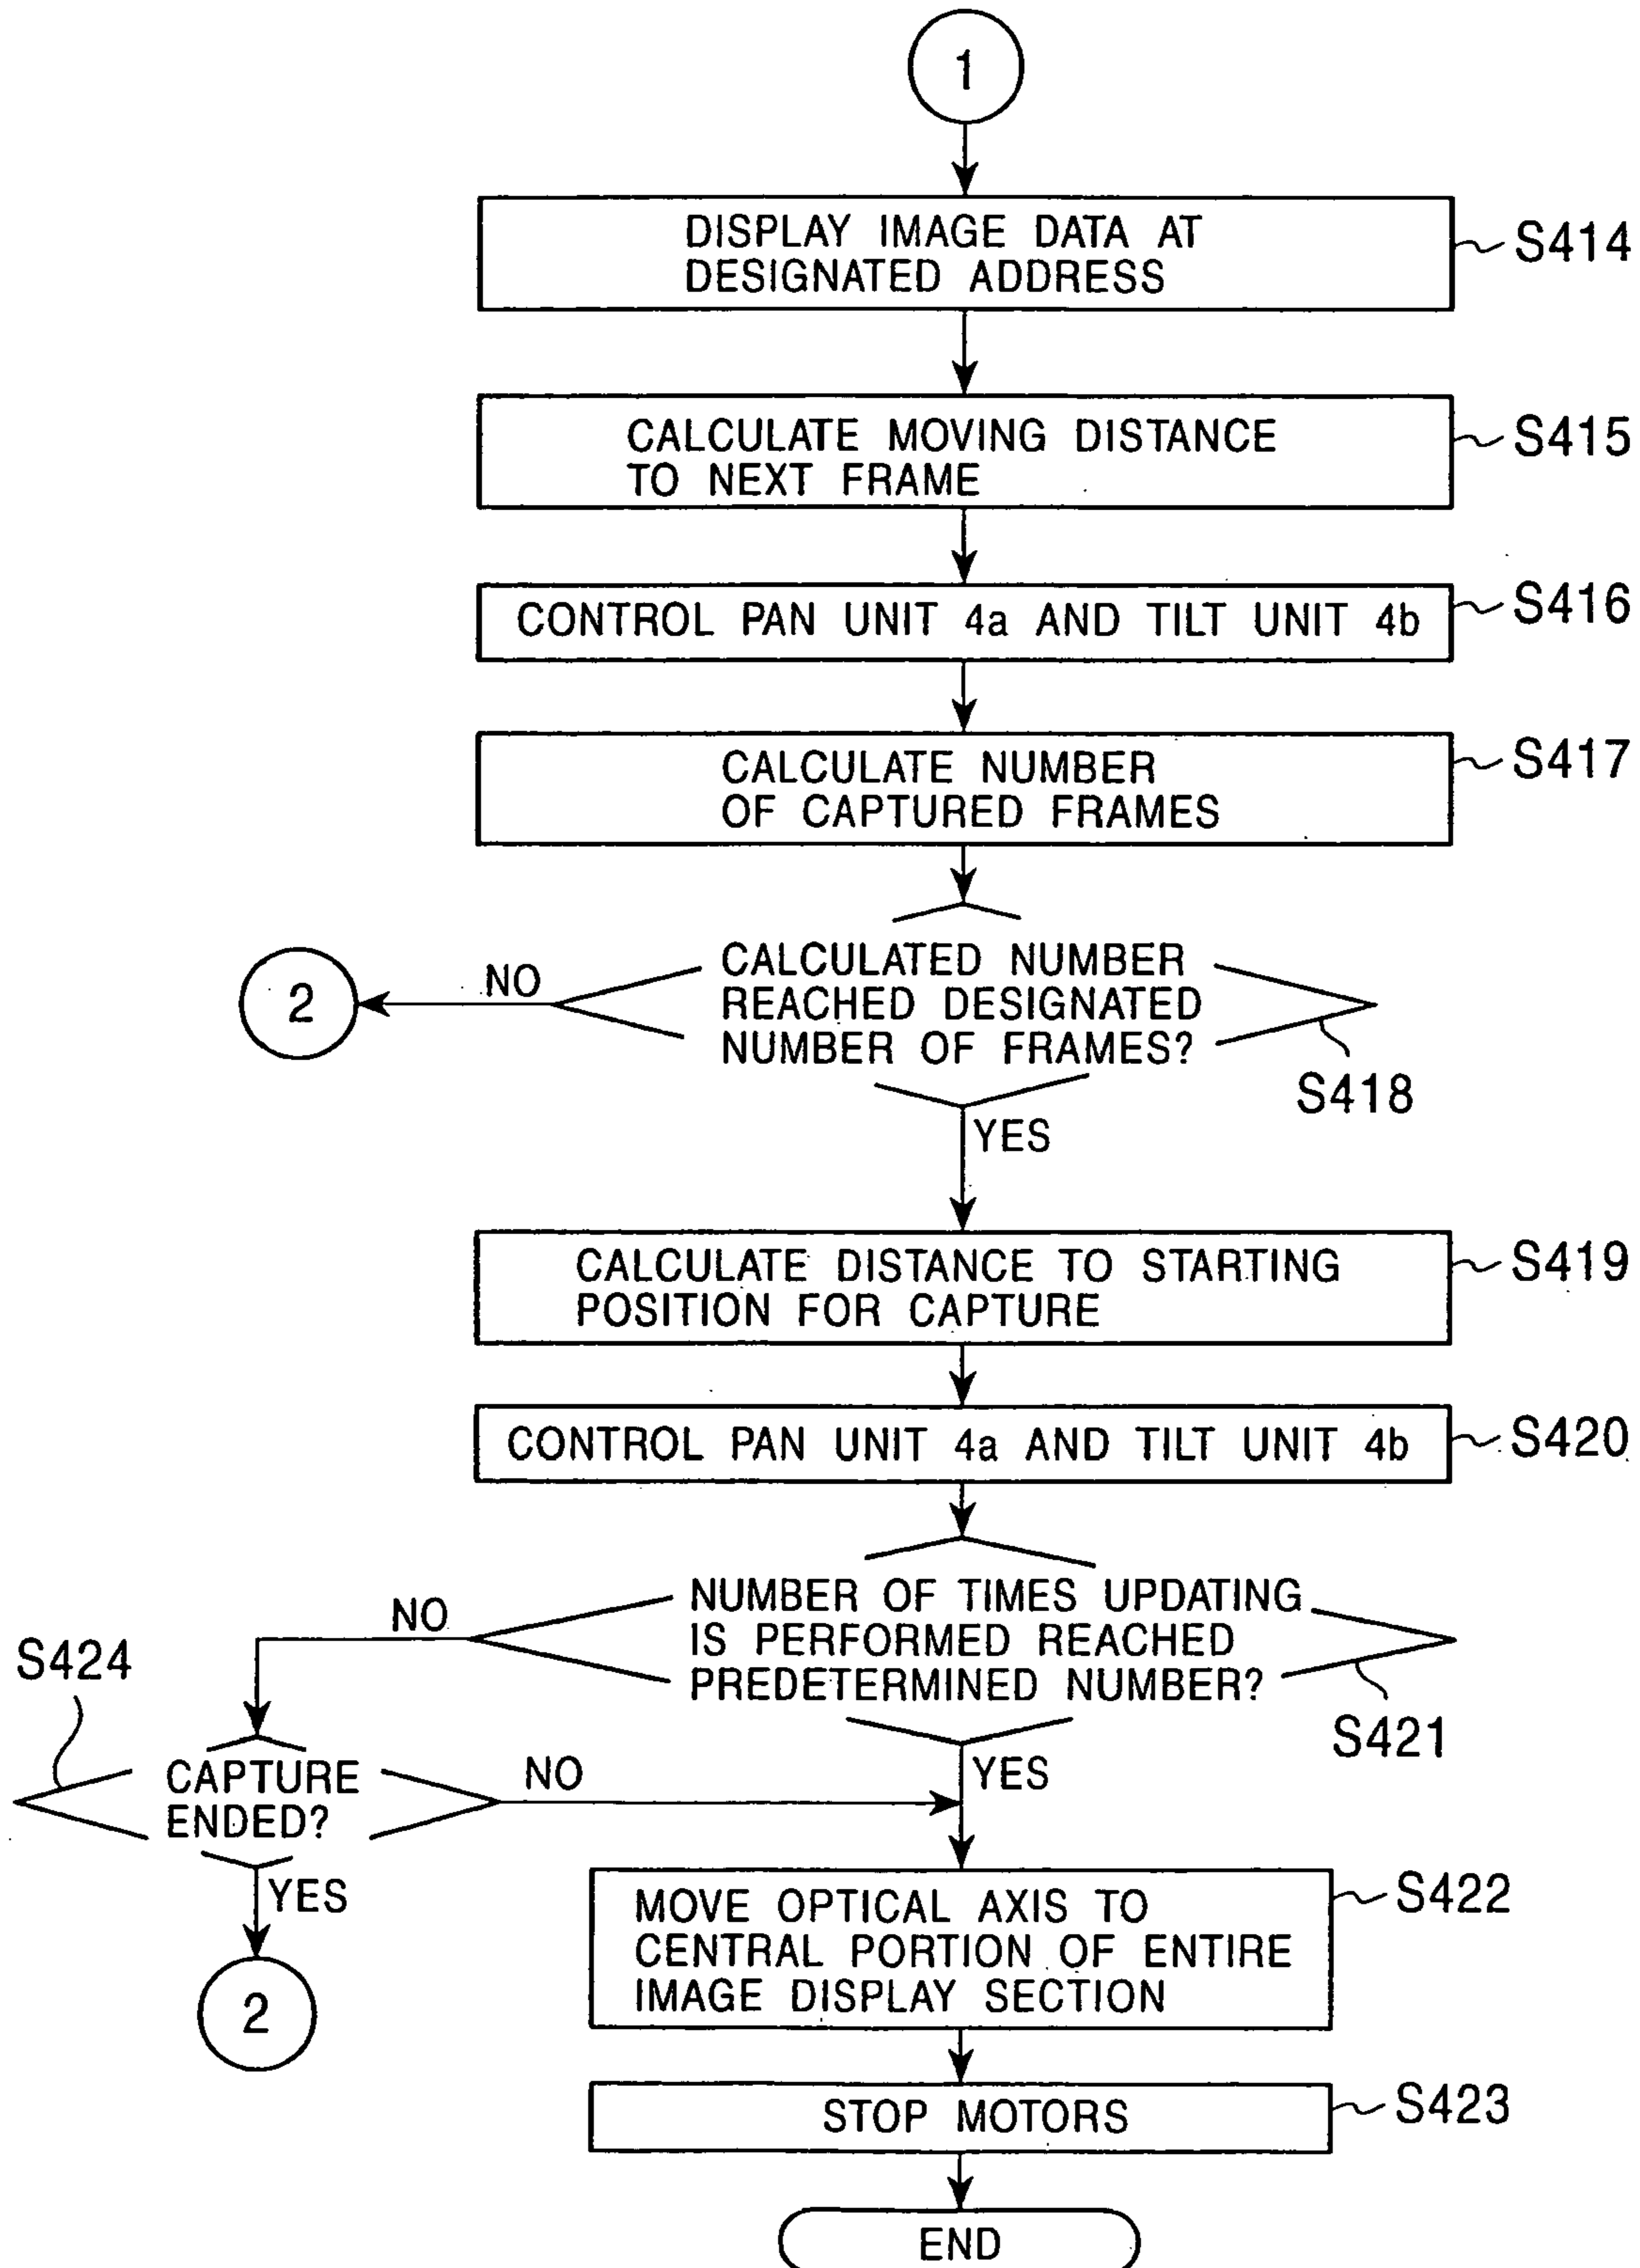 1
DISPLAY IMAGE DATA AT
DESIGNATED ADDRESS
S414
CALCULATE MOVING DISTANCE
TO NEXT FRAME
S415
CONTROL PAN UNIT 4a AND TILT UNIT 4b
S416
CALCULATE NUMBER
OF CAPTURED FRAMES
S417
CALCULATED NUMBER
REACHED DESIGNATED
NUMBER OF FRAMES?
S418
NO
2
YES
CALCULATE DISTANCE TO STARTING
POSITION FOR CAPTURE
S419
CONTROL PAN UNIT 4a AND TILT UNIT 4b
S420
NUMBER OF TIMES UPDATING
IS PERFORMED REACHED
PREDETERMINED NUMBER?
S421
NO
S424
CAPTURE
ENDED?
NO
YES
YES
2
MOVE OPTICAL AXIS TO
CENTRAL PORTION OF ENTIRE
IMAGE DISPLAY SECTION
S422
STOP MOTORS
S423
END